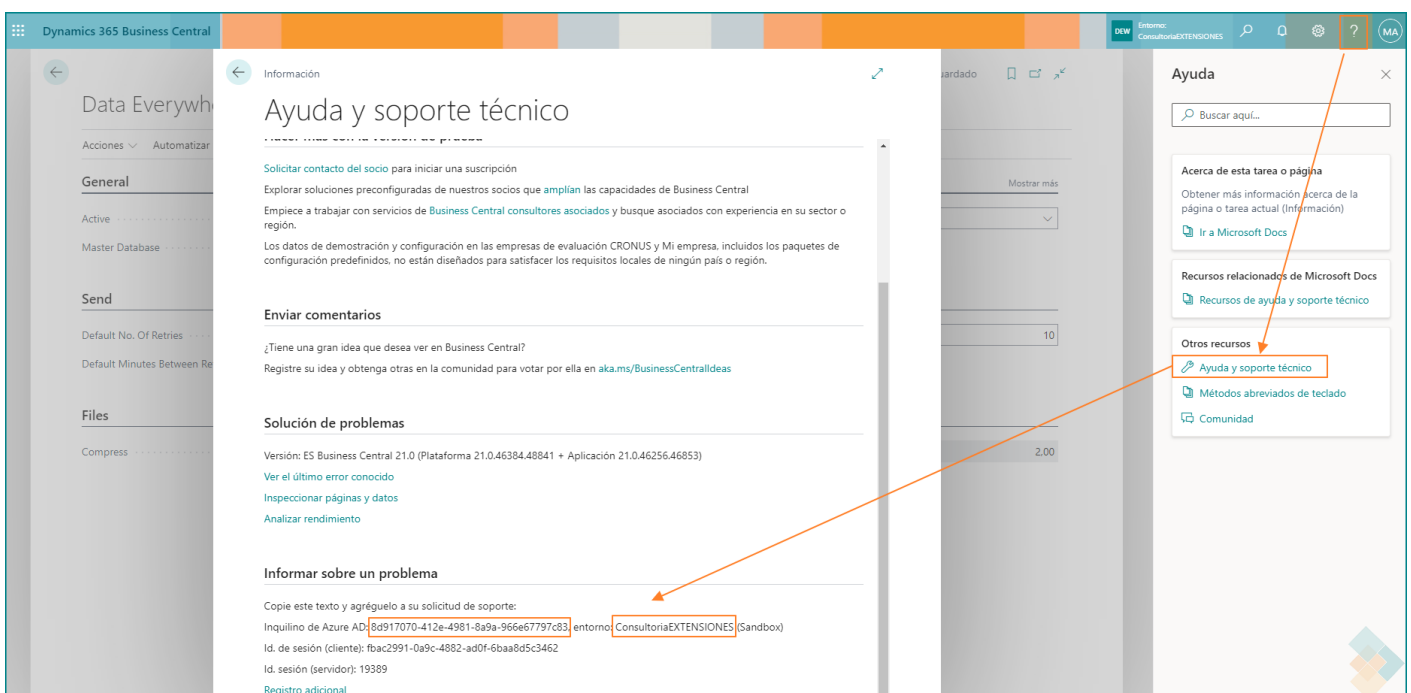 Dynamics 365 Business Central
DEW
Entorno:
ConsultoriaEXTENSIONES
?
MA
Data Everywh
Acciones
Automatizar
General
Active
Master Database
Send
Default No. Of Retries
Default Minutes Between Re
Files
Compress
Información
Ayuda y soporte técnico
Hacer más con la versión de prueba
Solicitar contacto del socio para iniciar una suscripción
Explorar soluciones preconfiguradas de nuestros socios que amplían las capacidades de Business Central
Empiece a trabajar con servicios de Business Central consultores asociados y busque asociados con experiencia en su sector o
región.
Los datos de demostración y configuración en las empresas de evaluación CRONUS y Mi empresa, incluidos los paquetes de
configuración predefinidos, no están diseñados para satisfacer los requisitos locales de ningún país o región.
Enviar comentarios
¿Tiene una gran idea que desea ver en Business Central?
Registre su idea y obtenga otras en la comunidad para votar por ella en aka.ms/BusinessCentralIdeas
Solución de problemas
Versión: ES Business Central 21.0 (Plataforma 21.0.46384.48841 + Aplicación 21.0.46256.46853)
Ver el último error conocido
Inspeccionar páginas y datos
Analizar rendimiento
Informar sobre un problema
Copie este texto y agréguelo a su solicitud de soporte:
Inquilino de Azure AD: 8d917070-412e-4981-8a9a-966e67797c83, entorno: ConsultoriaEXTENSIONES (Sandbox)
Id. de sesión (cliente): fbac2991-0a9c-4882-ad0f-6baa8d5c3462
Id. sesión (servidor): 19389
Registro adicional
uardado
Mostrar más
10
2.00
Ayuda
Buscar aquí...
Acerca de esta tarea o página
Obtener más información acerca de la
página o tarea actual (Información)
Ir a Microsoft Docs
Recursos relacionados de Microsoft Docs
Recursos de ayuda y soporte técnico
Otros recursos
Ayuda y soporte técnico
Métodos abreviados de teclado
Comunidad